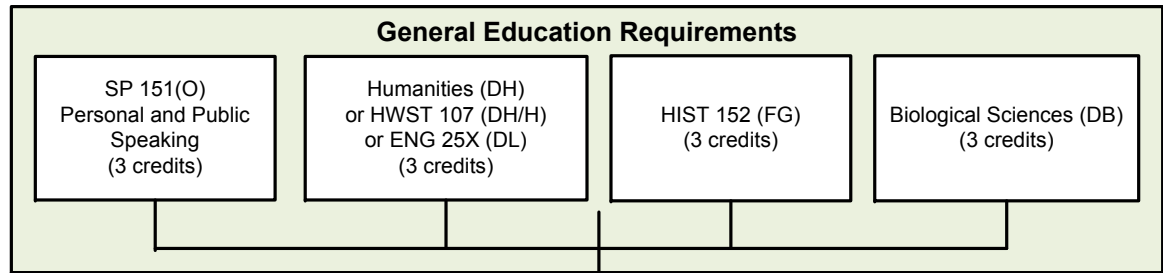 General Education Requirements
SP 151(O)
Personal and Public
Speaking
(3 credits)
Humanities (DH)
or HWST 107 (DH/H)
or ENG 25X (DL)
(3 credits)
HIST 152 (FG)
(3 credits)
Biological Sciences (DB)
(3 credits)